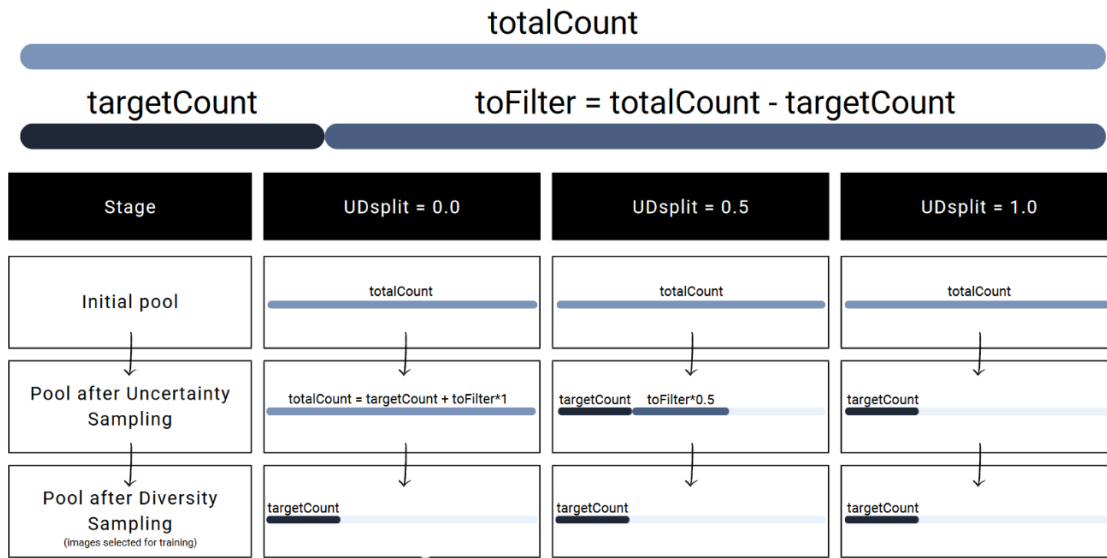 totalCount
targetCount
toFilter = totalCount - targetCount
Stage
UDsplit = 0.0
UDsplit = 0.5
UDsplit = 1.0
Initial pool
totalCount
totalCount
totalCount
Pool after Uncertainty
Sampling
totalCount = targetCount + toFilter*1
targetCount
toFilter*0.5
targetCount
Pool after Diversity
Sampling
(images selected for training)
targetCount
targetCount
targetCount